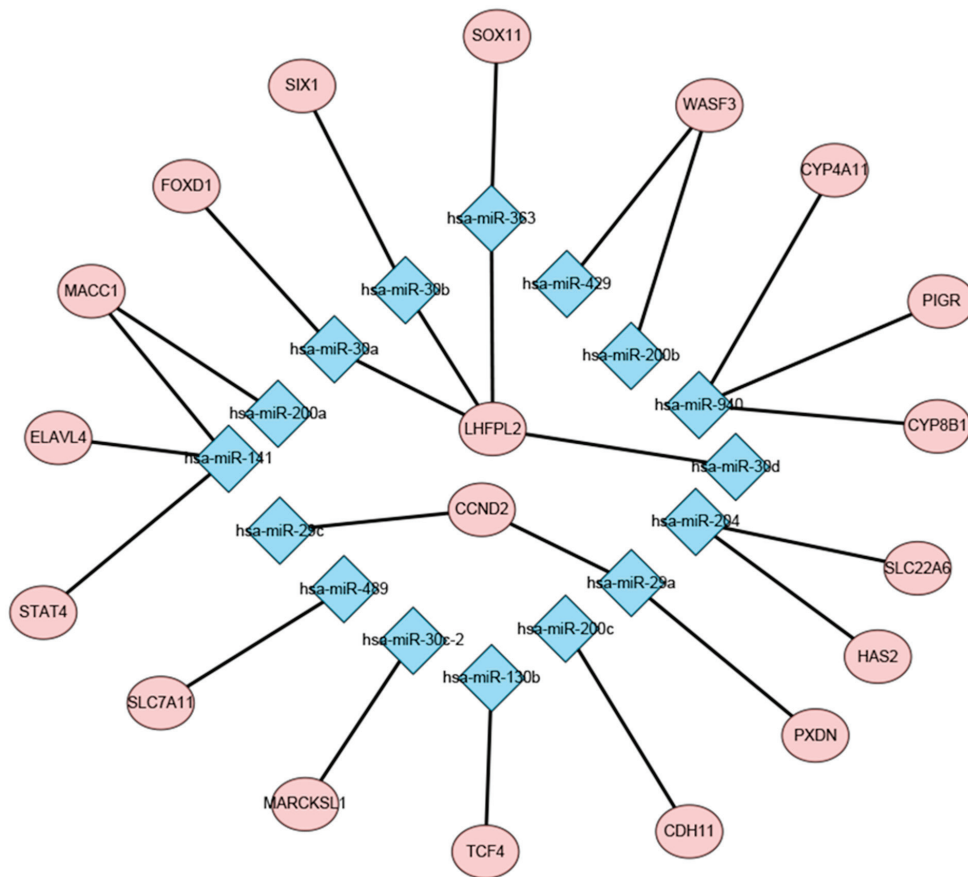 SOX11
SIX1
WASF3
CYP4A11
FOXD1
hsa-miR-363
hsa-miR-429
hsa-miR-30b
MACC1
PIGR
hsa-miR-30a
hsa-miR-200b
hsa-miR-940
hsa-miR-200a
LHFPL2
CYP8B1
ELAVL4
hsa-miR-141
hsa-miR-30d
CCND2
hsa-miR-204
hsa-miR-29c
SLC22A6
hsa-miR-29a
hsa-miR-489
STAT4
hsa-miR-200c
hsa-miR-30c-2
HAS2
hsa-miR-130b
SLC7A11
PXDN
MARCKSL1
CDH11
TCF4